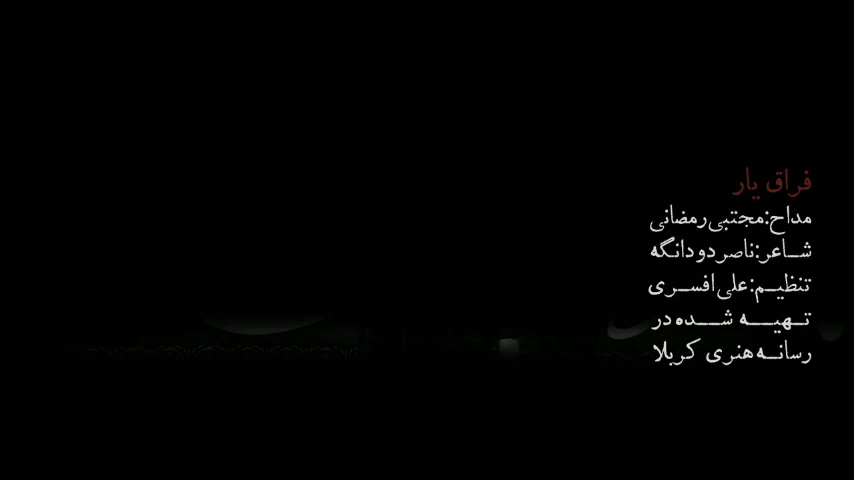 فراق یار
مداح:مجتبی رمضانی
شاعر:ناصر دودانگه
تنظیم:علی افسری
تهیه شده در
رسانه هنری کربلا